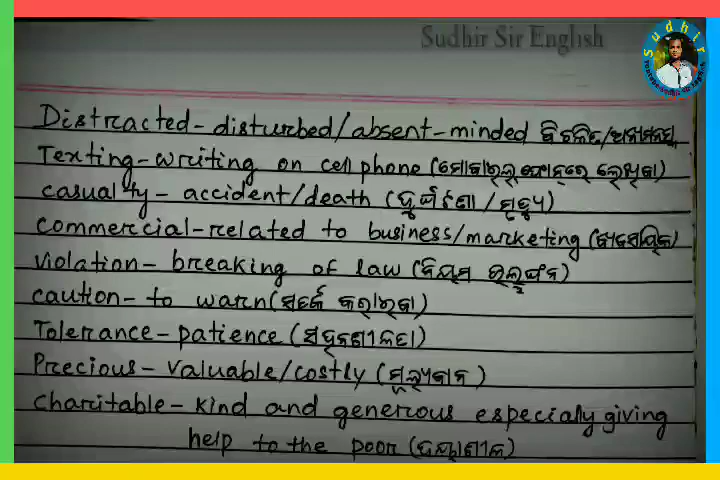 Sudhir Sir English
Sudhir
Distracted - disturbed/absent-minded ବିଚଳିତ/ଅନ୍ୟମନସ୍କ
Texting - writing on cell phone (ମୋବାଇଲ୍ ଫୋନ୍‌ରେ ଲେଖିବା)
casualty - accident/death (ଦୁର୍ଘଟଣା/ମୃତ୍ୟୁ)
commercial - related to business/marketing (ବ୍ୟବସାୟିକ)
violation - breaking of law (ନିୟମ ଉଲ୍ଲଂଘନ)
caution - to warn (ସତର୍କ କରାଇବା)
Tolerance - patience (ସହନଶୀଳତା)
Precious - valuable/costly (ମୂଲ୍ୟବାନ)
charitable - kind and generous especially giving
help to the poor (ଦୟାଶୀଳ)